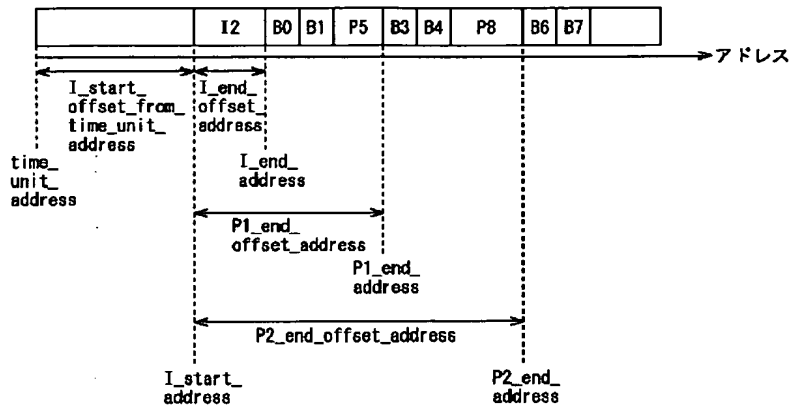 I2 B0 B1 P5 B3 B4 P8 B6 B7
アドレス
I_start_
offset_from_
time_unit_
address
I_end_
offset_
address
time_
unit_
address
I_end_
address
P1_end_
offset_address
P1_end_
address
P2_end_offset_address
I_start_
address
P2_end_
address